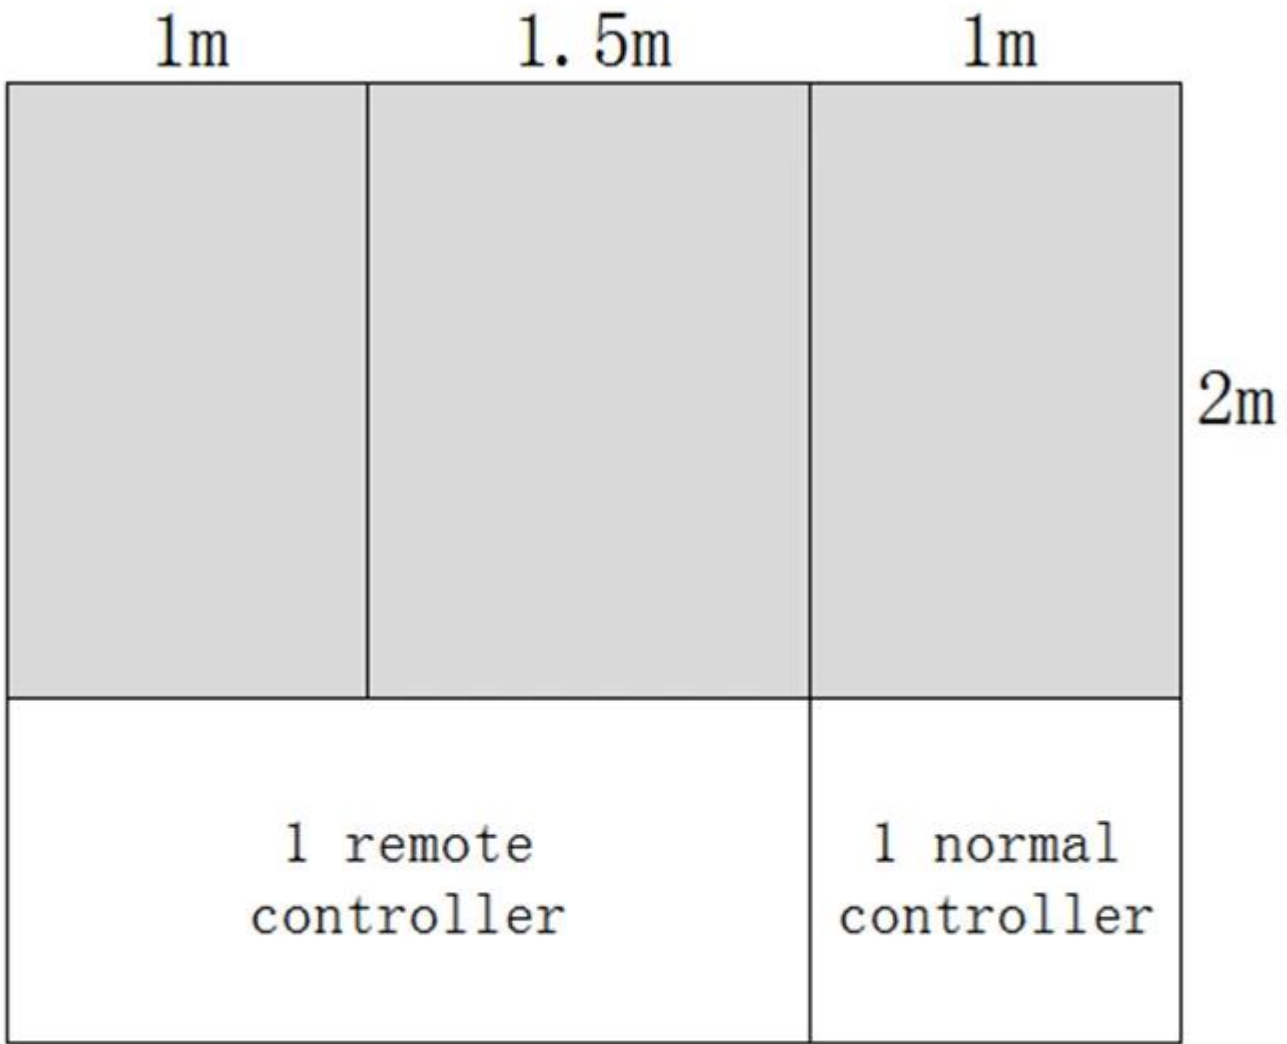 1m 1.5m 1m
2m
1 remote 
controller
1 normal
controller